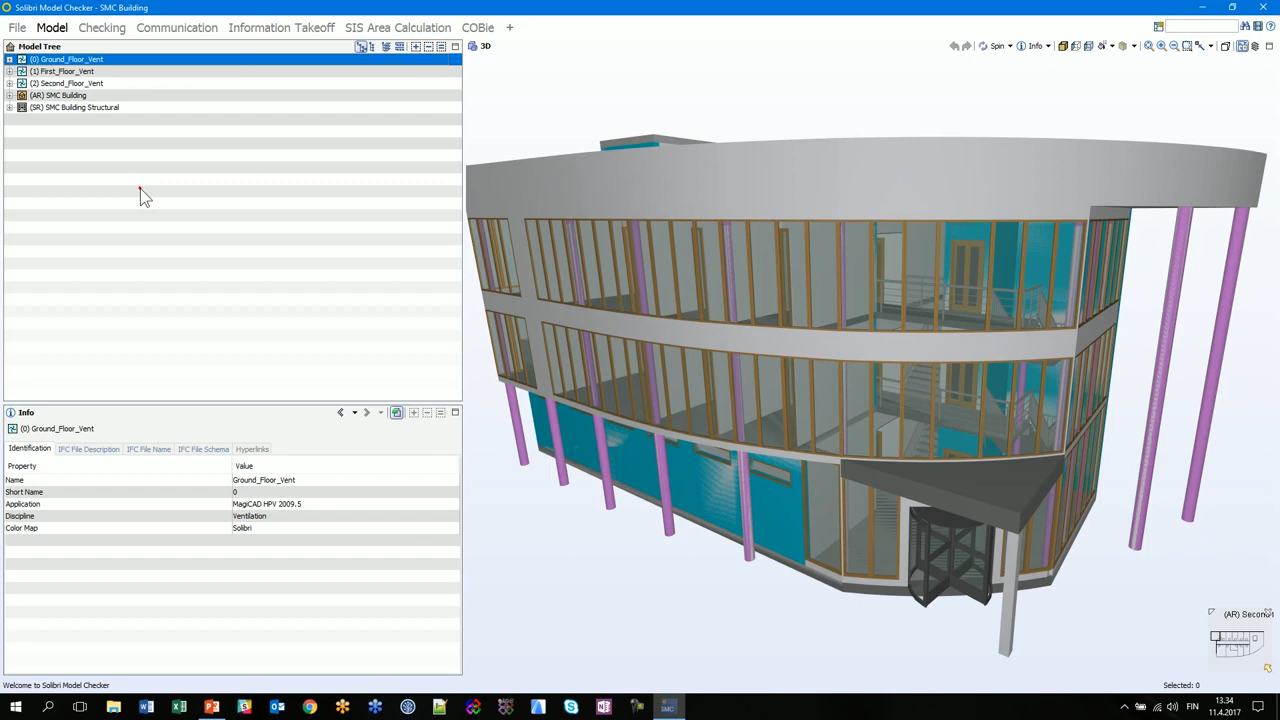 Solibri Model Checker - SMC Building
File Model Checking Communication Information Takeoff SIS Area Calculation COBie +
Model Tree
(0) Ground_Floor_Vent
(1) First_Floor_Vent
(2) Second_Floor_Vent
(AR) SMC Building
(SR) SMC Building Structural
3D
Spin
Info
Info
(0) Ground_Floor_Vent
Identification IFC File Description IFC File Name IFC File Schema Hyperlinks
Property Value
Name Ground_Floor_Vent
Short Name 0
Application MagiCAD HPV 2009.5
Discipline Ventilation
Color Map Solibri
Welcome to Solibri Model Checker
Selected: 0
SMC
FIN
13.34
11.4.2017